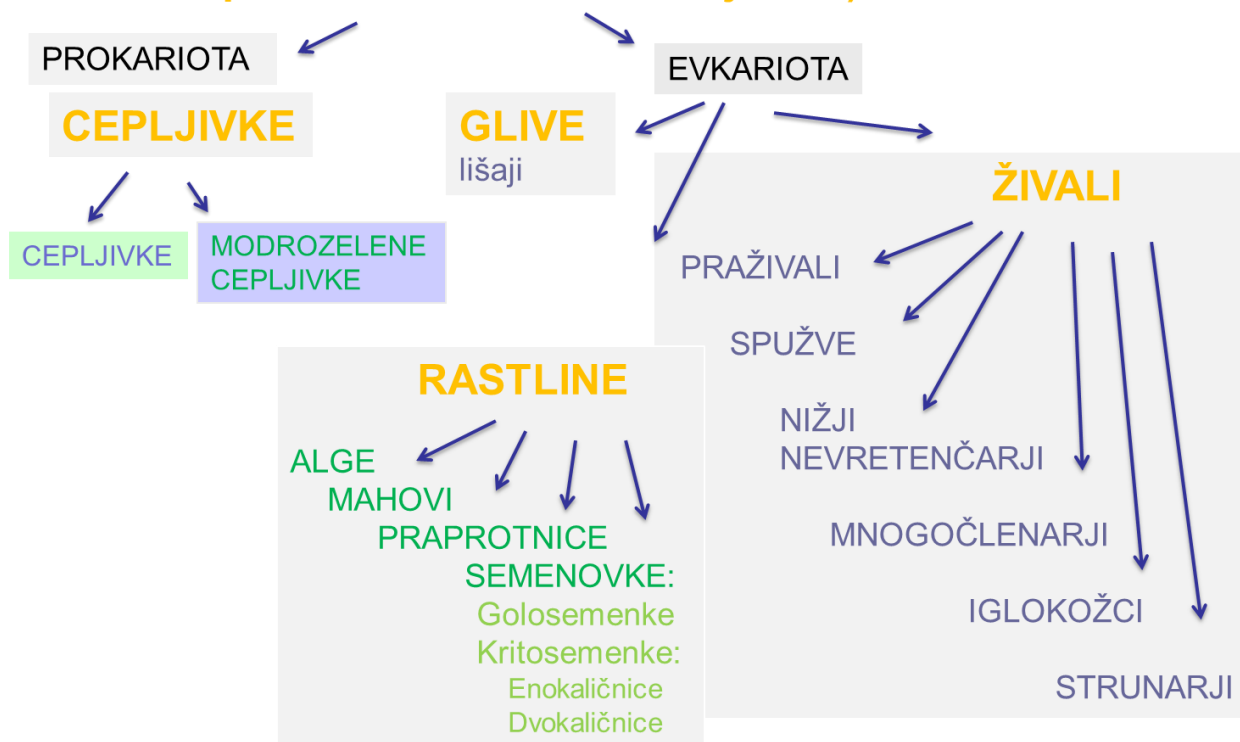 PROKARIOTA
EVKARIOTA
CEPLJIVKE
GLIVE
lišaji
ŽIVALI
CEPLJIVKE
MODROZELENE
CEPLJIVKE
PRAŽIVALI
SPUŽVE
NIŽJI
NEVRETENČARJI
MNOGOČLENARJI
IGLOKOŽCI
STRUNARJI
RASTLINE
ALGE
MAHOVI
PRAPROTNICE
SEMENOVKE:
Golosemenke
Kritosemenke:
Enokaličnice
Dvokaličnice